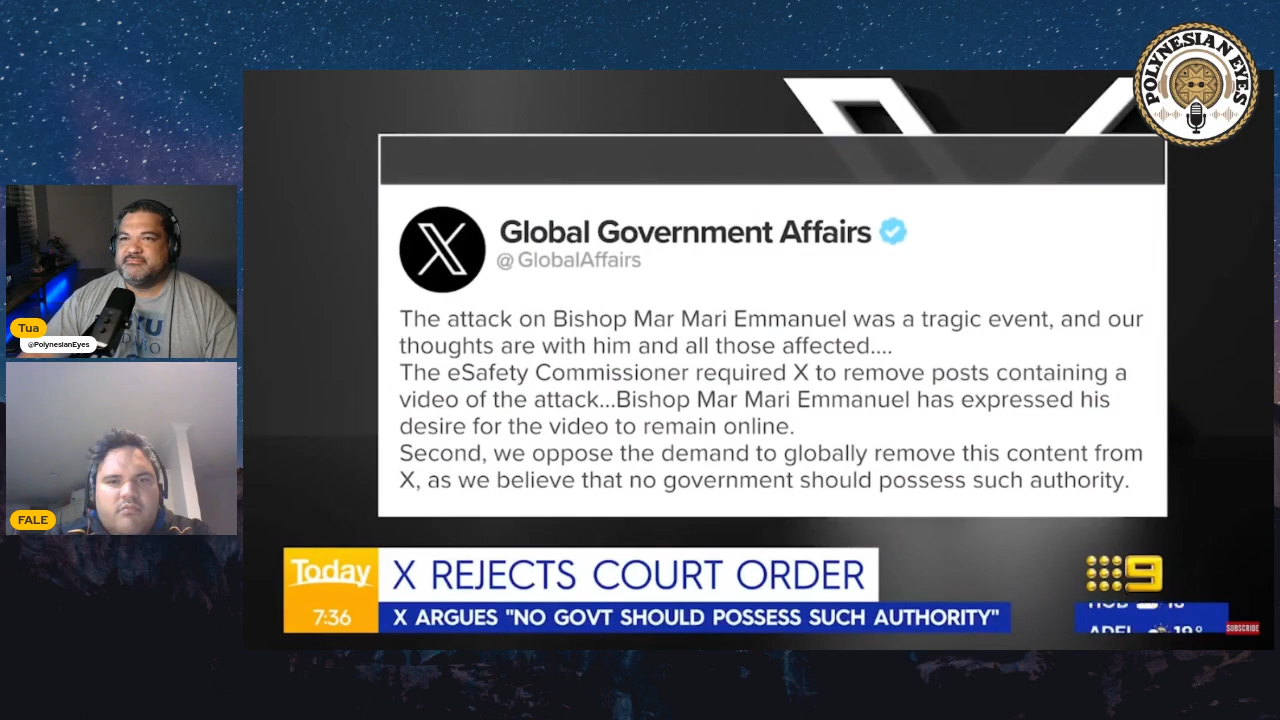 POLYNESIAN EYES
Global Government Affairs
@GlobalAffairs
The attack on Bishop Mar Mari Emmanuel was a tragic event, and our
thoughts are with him and all those affected....
The eSafety Commissioner required X to remove posts containing a
video of the attack...Bishop Mar Mari Emmanuel has expressed his
desire for the video to remain online.
Second, we oppose the demand to globally remove this content from
X, as we believe that no government should possess such authority.
Tua
@PolynesianEyes
FALE
Today
7:36
X REJECTS COURT ORDER
X ARGUES "NO GOVT SHOULD POSSESS SUCH AUTHORITY"
9
ADEL 19°
SUBSCRIBE